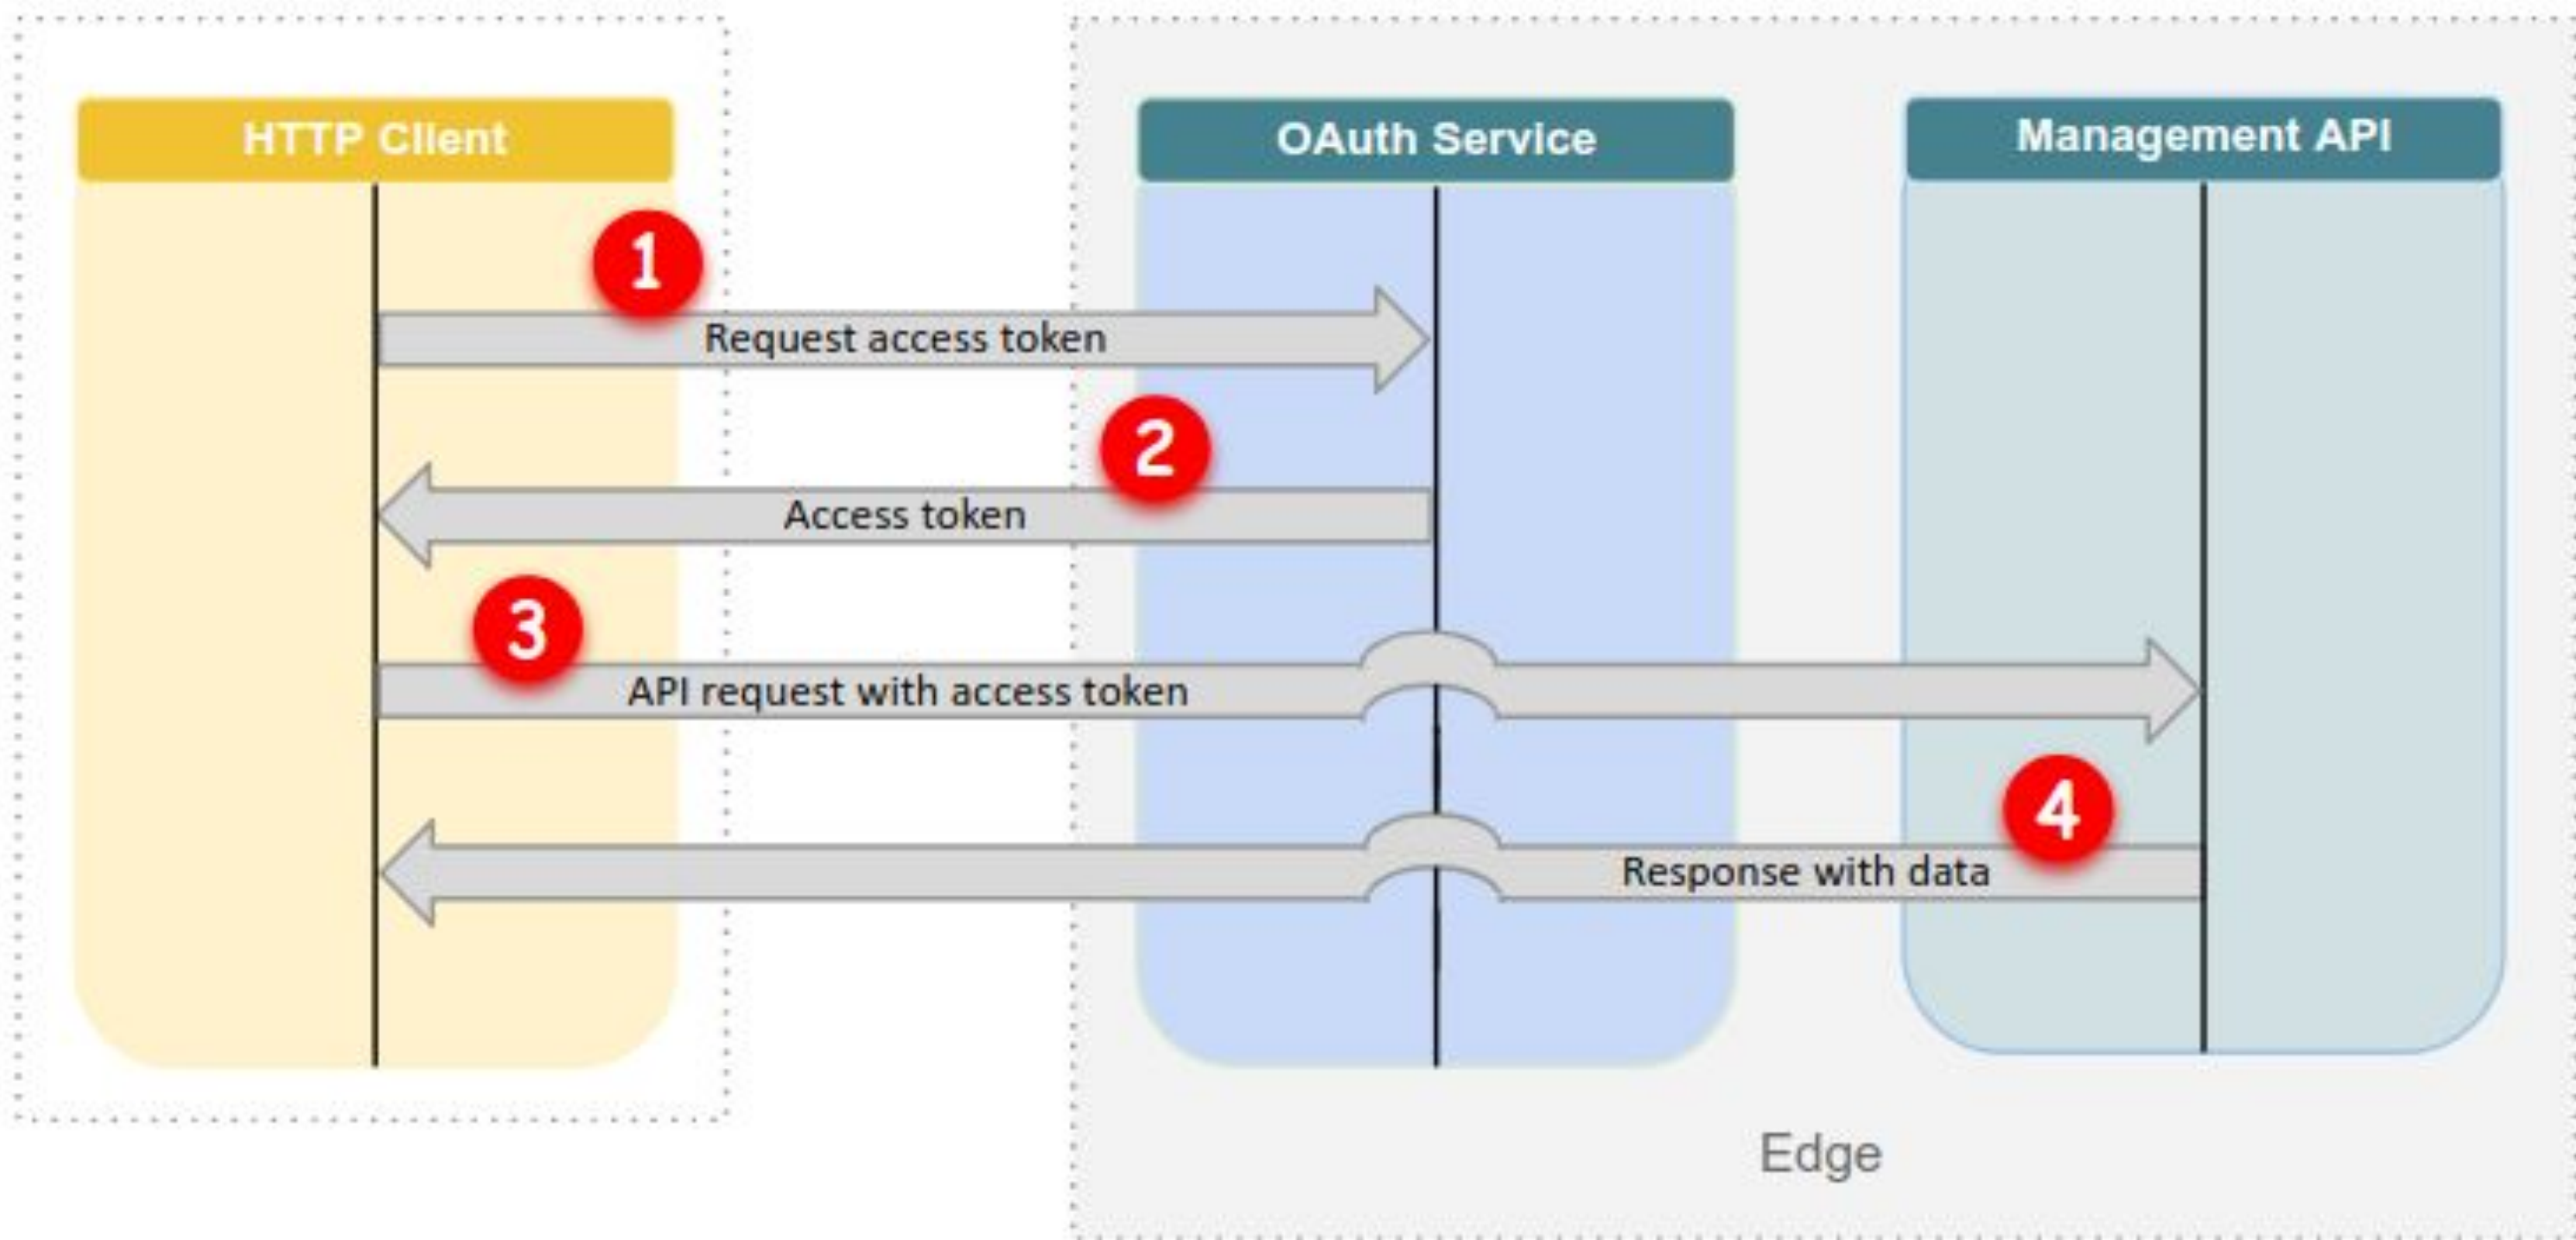 HTTP Client
OAuth Service
Management API
1
Request access token
2
Access token
3
API request with access token
4
Response with data
Edge